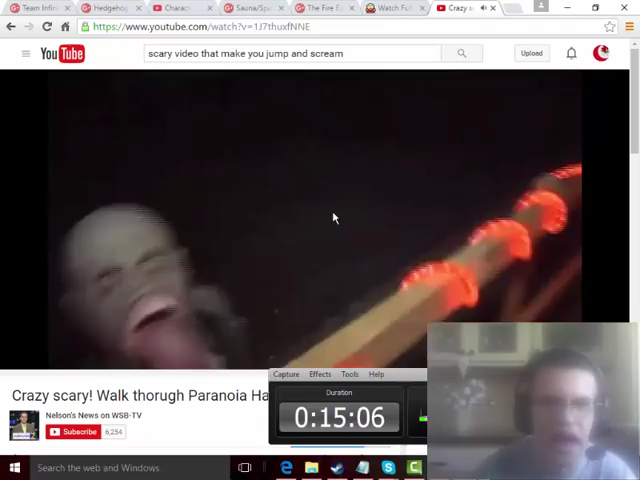 Team Infin
Hedgehog
Charact
Sauna/Sp
The Fire E
Watch Ful
Crazy s
https://www.youtube.com/watch?v=1J7thuxfNNE
YouTube
scary video that make you jump and scream
Upload
Crazy scary! Walk thorugh Paranoia Ha
Nelson's News on WSB-TV
Subscribe 6,254
Capture Effects Tools Help
Duration
0:15:06
Search the web and Windows.